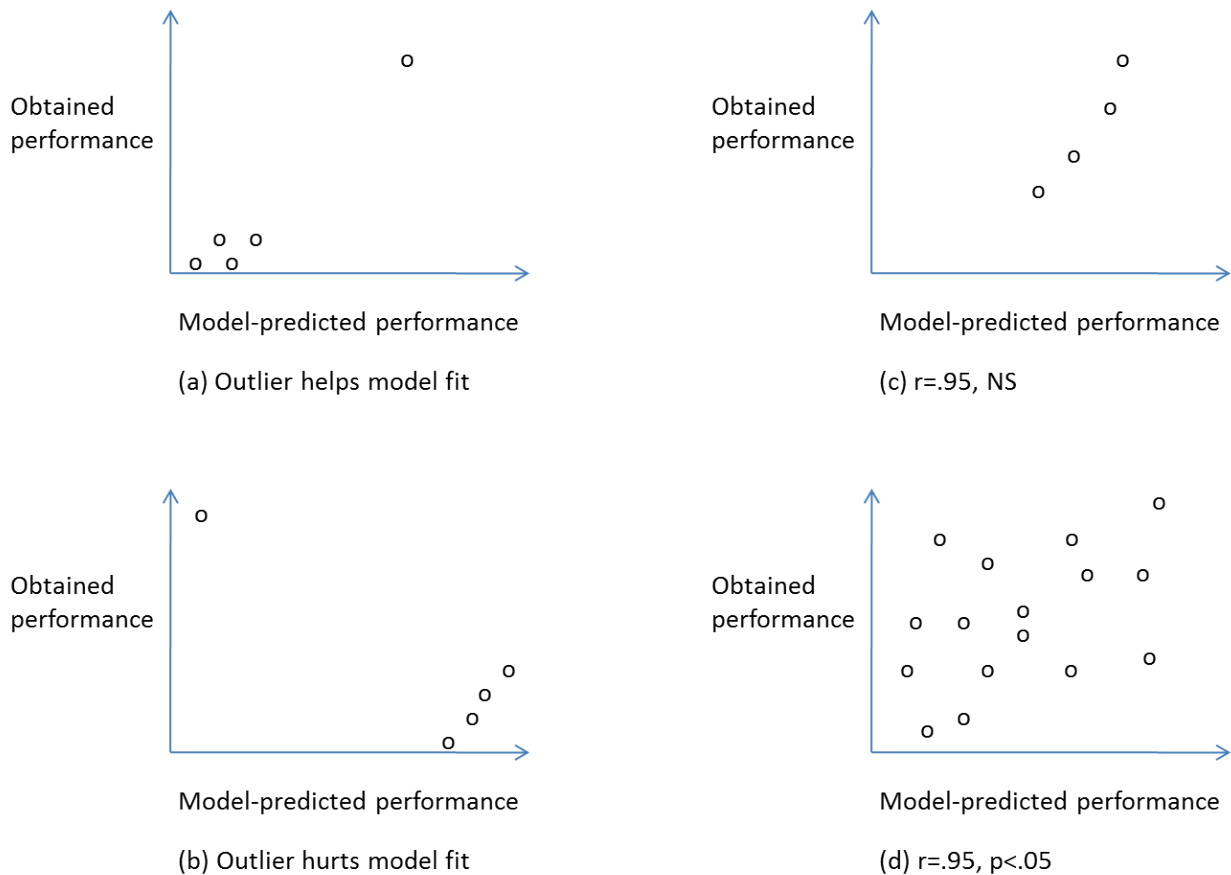 Obtained
performance
Model-predicted performance
(a) Outlier helps model fit
Obtained
performance
Model-predicted performance
(c) r=.95, NS
Obtained
performance
Model-predicted performance
(b) Outlier hurts model fit
Obtained
performance
Model-predicted performance
(d) r=.95, p<.05